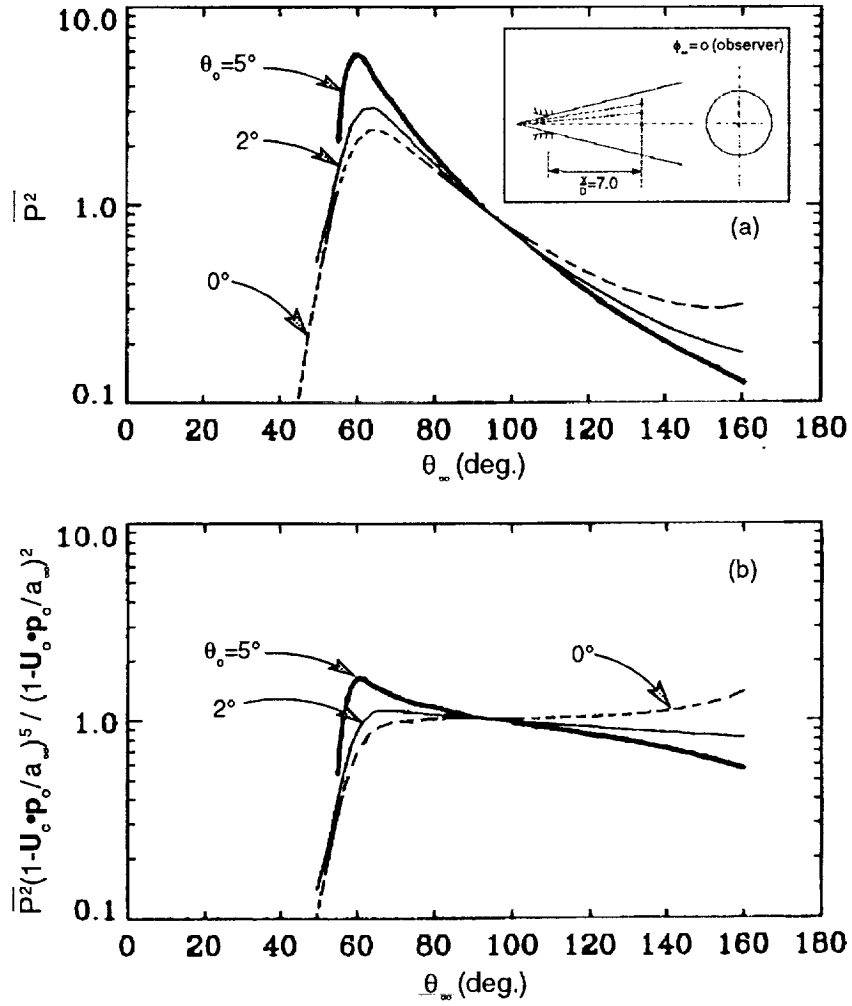 10.0
1.0
0.1
P̅²
θₒ=5°
2°
0°
ϕ∞=o (observer)
x/D=7.0
(a)
0 20 40 60 80 100 120 140 160 180
θ∞ (deg.)
10.0
1.0
0.1
P̅²(1-Uc•pₒ/a∞)⁵ / (1-Uₒ•pₒ/a∞)²
θₒ=5°
2°
0°
(b)
0 20 40 60 80 100 120 140 160 180
θ∞ (deg.)